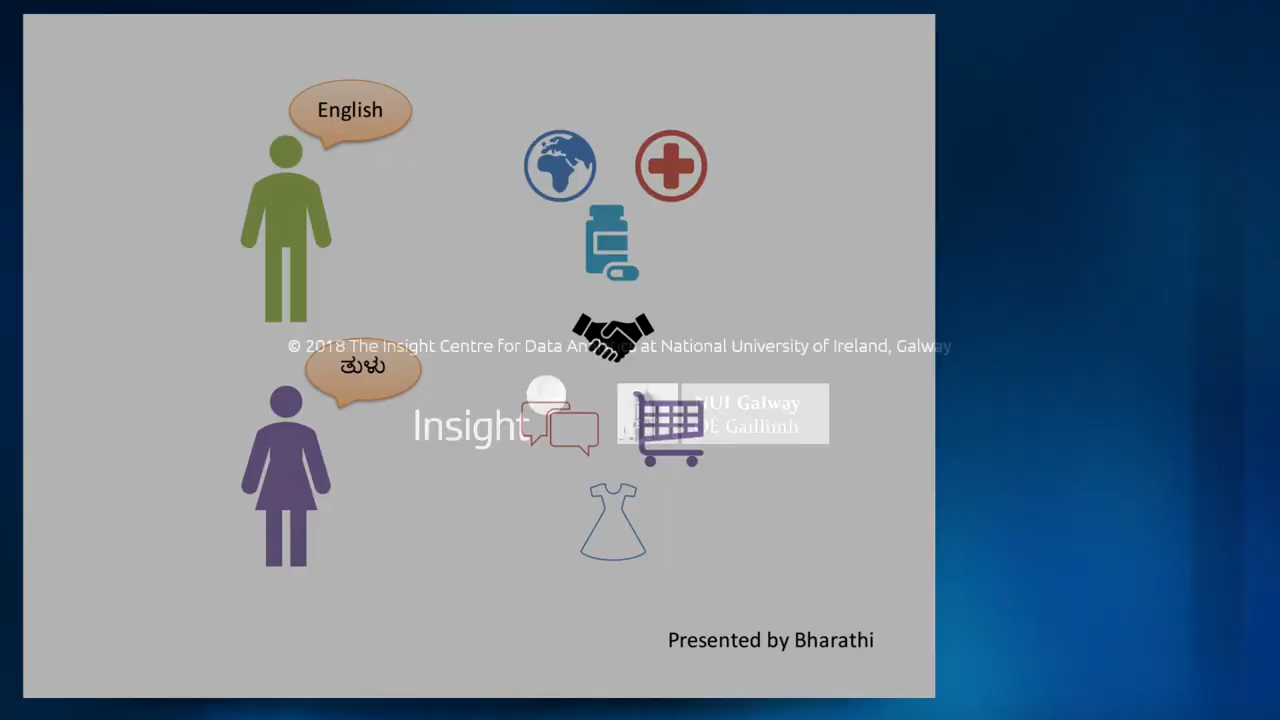 English
© 2018 The Insight Centre for Data An at National University of Ireland, Galway
ತುಳು
Insight
NUI Galway
OÉ Gaillimh
Presented by Bharathi